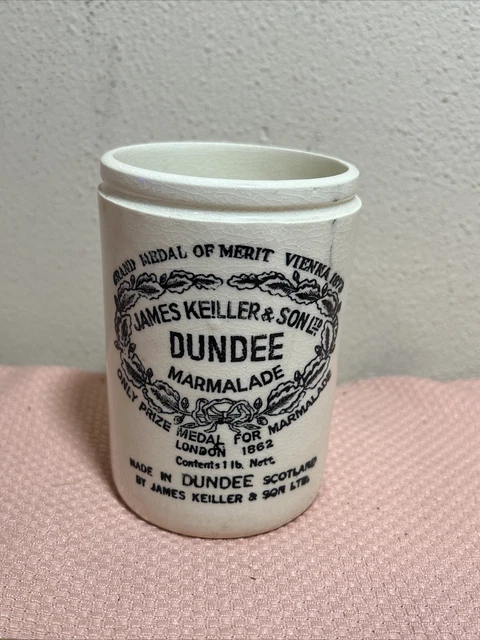 GRAND MEDAL OF MERIT VIENNA 1873
JAMES KEILLER & SON LTD
DUNDEE
MARMALADE
ONLY PRIZE MEDAL FOR MARMALADE
LONDON 1862
Contents 1 lb. Nett.
MADE IN DUNDEE SCOTLAND
BY JAMES KEILLER & SON LTD.